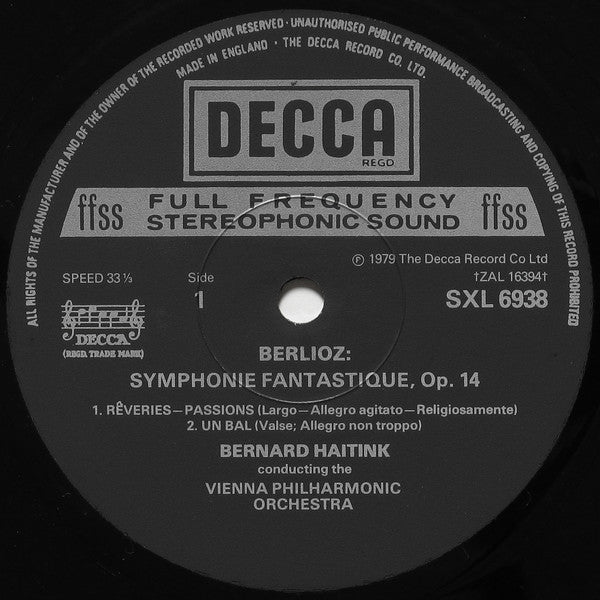 ALL RIGHTS OF THE MANUFACTURER AND OF THE OWNER OF THE RECORDED WORK RESERVED · UNAUTHORISED PUBLIC PERFORMANCE BROADCASTING AND COPYING OF THIS RECORD PROHIBITED
MADE IN ENGLAND · THE DECCA RECORD CO. LTD.
DECCA
REGD
ffss FULL FREQUENCY ffss
STEREOPHONIC SOUND
℗ 1979 The Decca Record Co Ltd
SPEED 33⅓ Side †ZAL 16394†
1 SXL 6938
DECCA
(REGD. TRADE MARK)
BERLIOZ:
SYMPHONIE FANTASTIQUE, Op. 14
1. RÊVERIES—PASSIONS (Largo—Allegro agitato—Religiosamente)
2. UN BAL (Valse; Allegro non troppo)
BERNARD HAITINK
conducting the
VIENNA PHILHARMONIC
ORCHESTRA